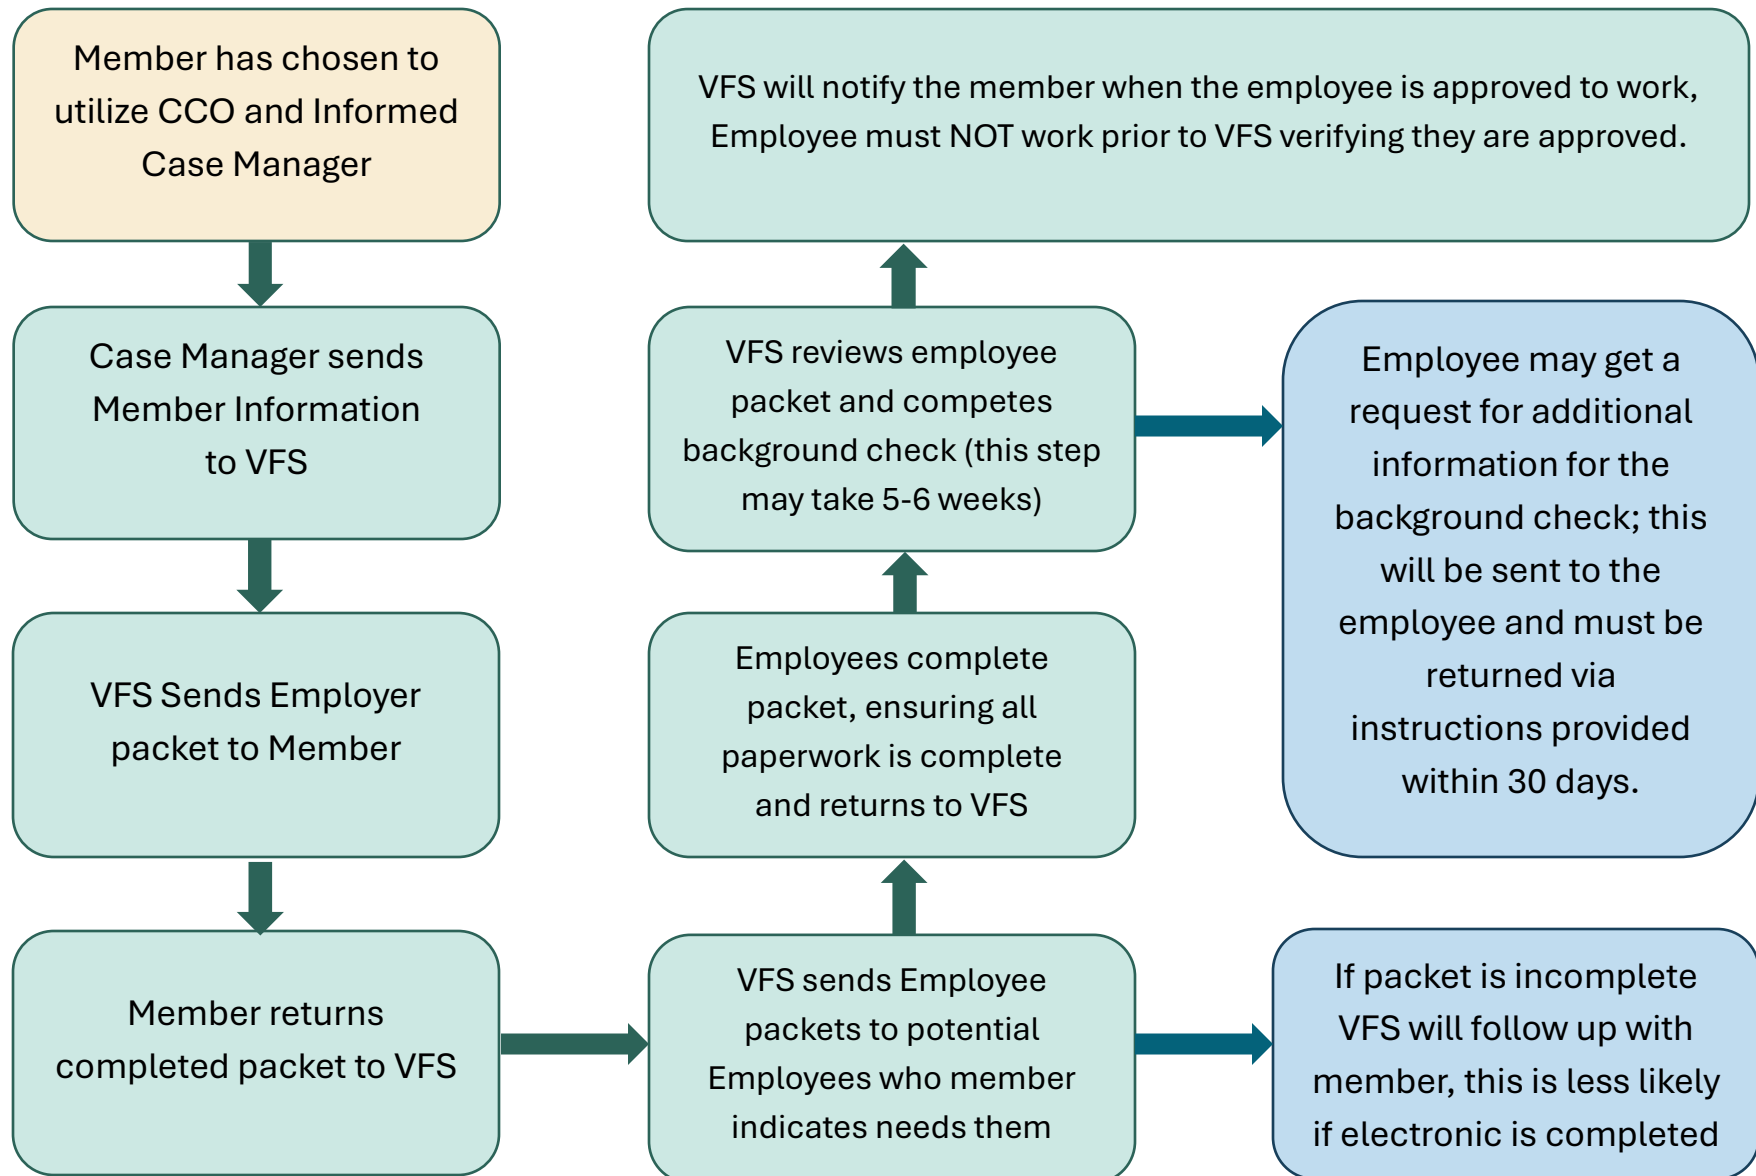 Member has chosen to
utilize CCO and Informed
Case Manager
Case Manager sends
Member Information
to VFS
VFS Sends Employer
packet to Member
Member returns
completed packet to VFS
VFS sends Employee
packets to potential
Employees who member
indicates needs them
If packet is incomplete
VFS will follow up with
member, this is less likely
if electronic is completed
Employees complete
packet, ensuring all
paperwork is complete
and returns to VFS
VFS reviews employee
packet and competes
background check (this step
may take 5-6 weeks)
Employee may get a
request for additional
information for the
background check; this
will be sent to the
employee and must be
returned via
instructions provided
within 30 days.
VFS will notify the member when the employee is approved to work,
Employee must NOT work prior to VFS verifying they are approved.